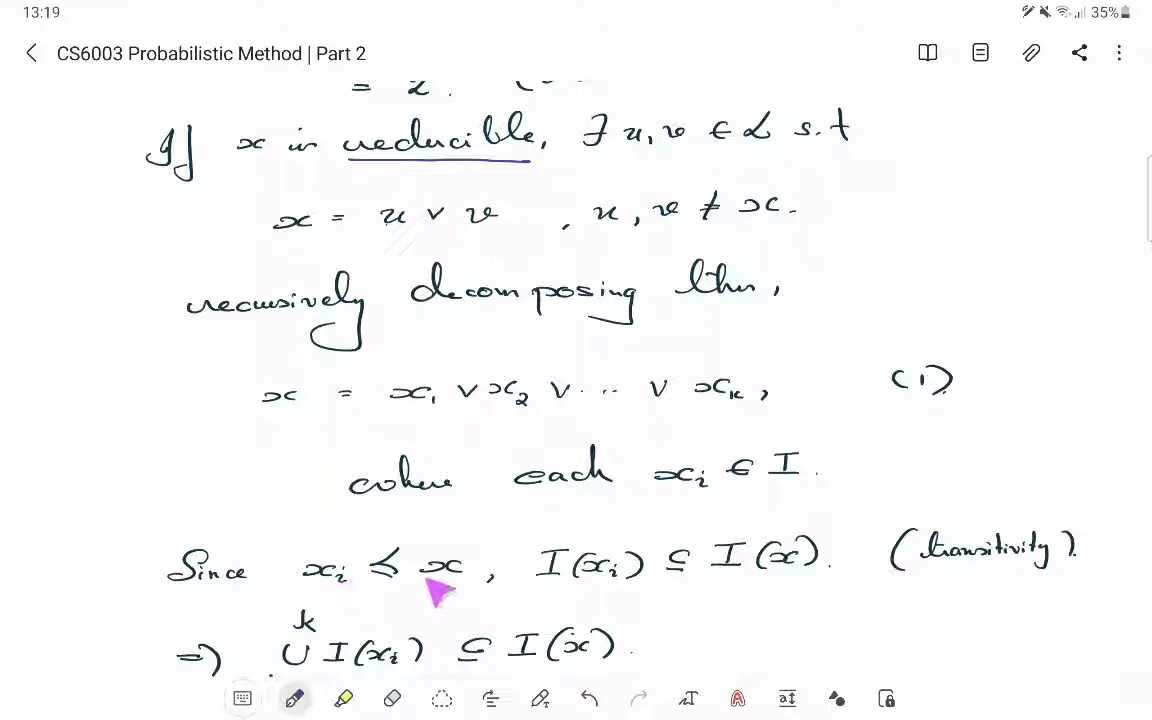 13:19 35%
CS6003 Probabilistic Method | Part 2
If x is reducible, ∃ u, v ∈ L s.t
x = u ∨ v , u, v ≠ x.
recursively decomposing this,
x = x₁ ∨ x₂ ∨ ... ∨ xₖ, (1)
where each xᵢ ∈ I.
Since xᵢ ≤ x, I(xᵢ) ⊆ I(x). (transitivity).
k
=) ∪ I(xᵢ) ⊆ I(x).